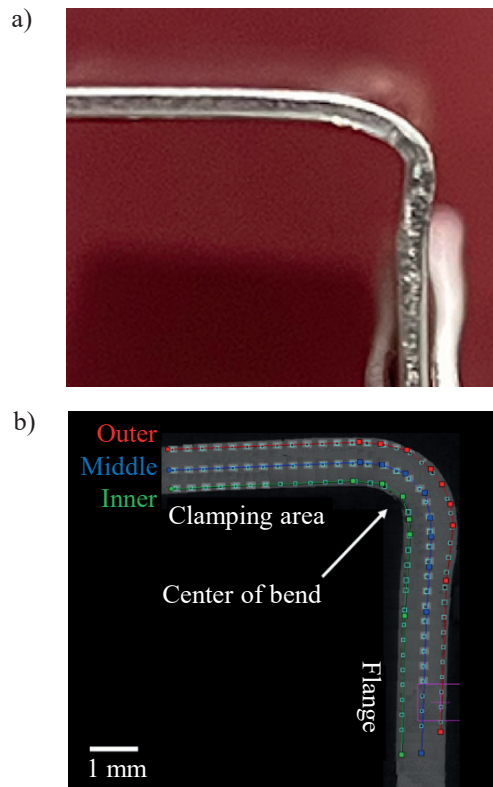 a)
b)
Outer
Middle
Inner
Clamping area
Center of bend
Flange
1 mm